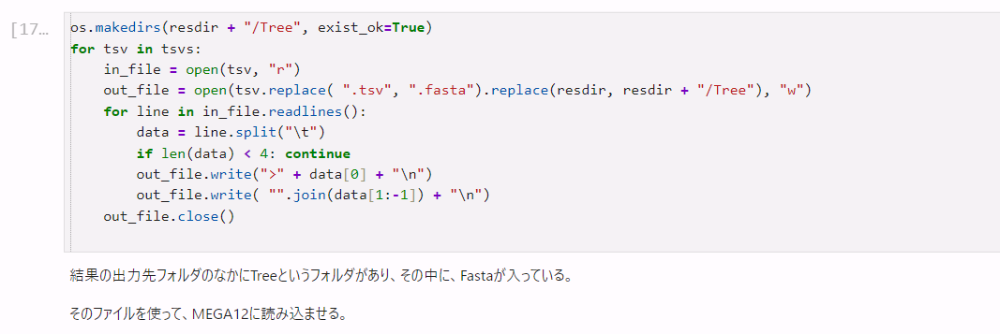 [17...
os.makedirs(resdir + "/Tree", exist_ok=True)
for tsv in tsvs:
    in_file = open(tsv, "r")
    out_file = open(tsv.replace( ".tsv", ".fasta").replace(resdir, resdir + "/Tree"), "w")
    for line in in_file.readlines():
        data = line.split("\t")
        if len(data) < 4: continue
        out_file.write(">" + data[0] + "\n")
        out_file.write( "".join(data[1:-1]) + "\n")
    out_file.close()
結果の出力先フォルダのなかにTreeというフォルダがあり、その中に、Fastaが入っている。
そのファイルを使って、MEGA12に読み込ませる。